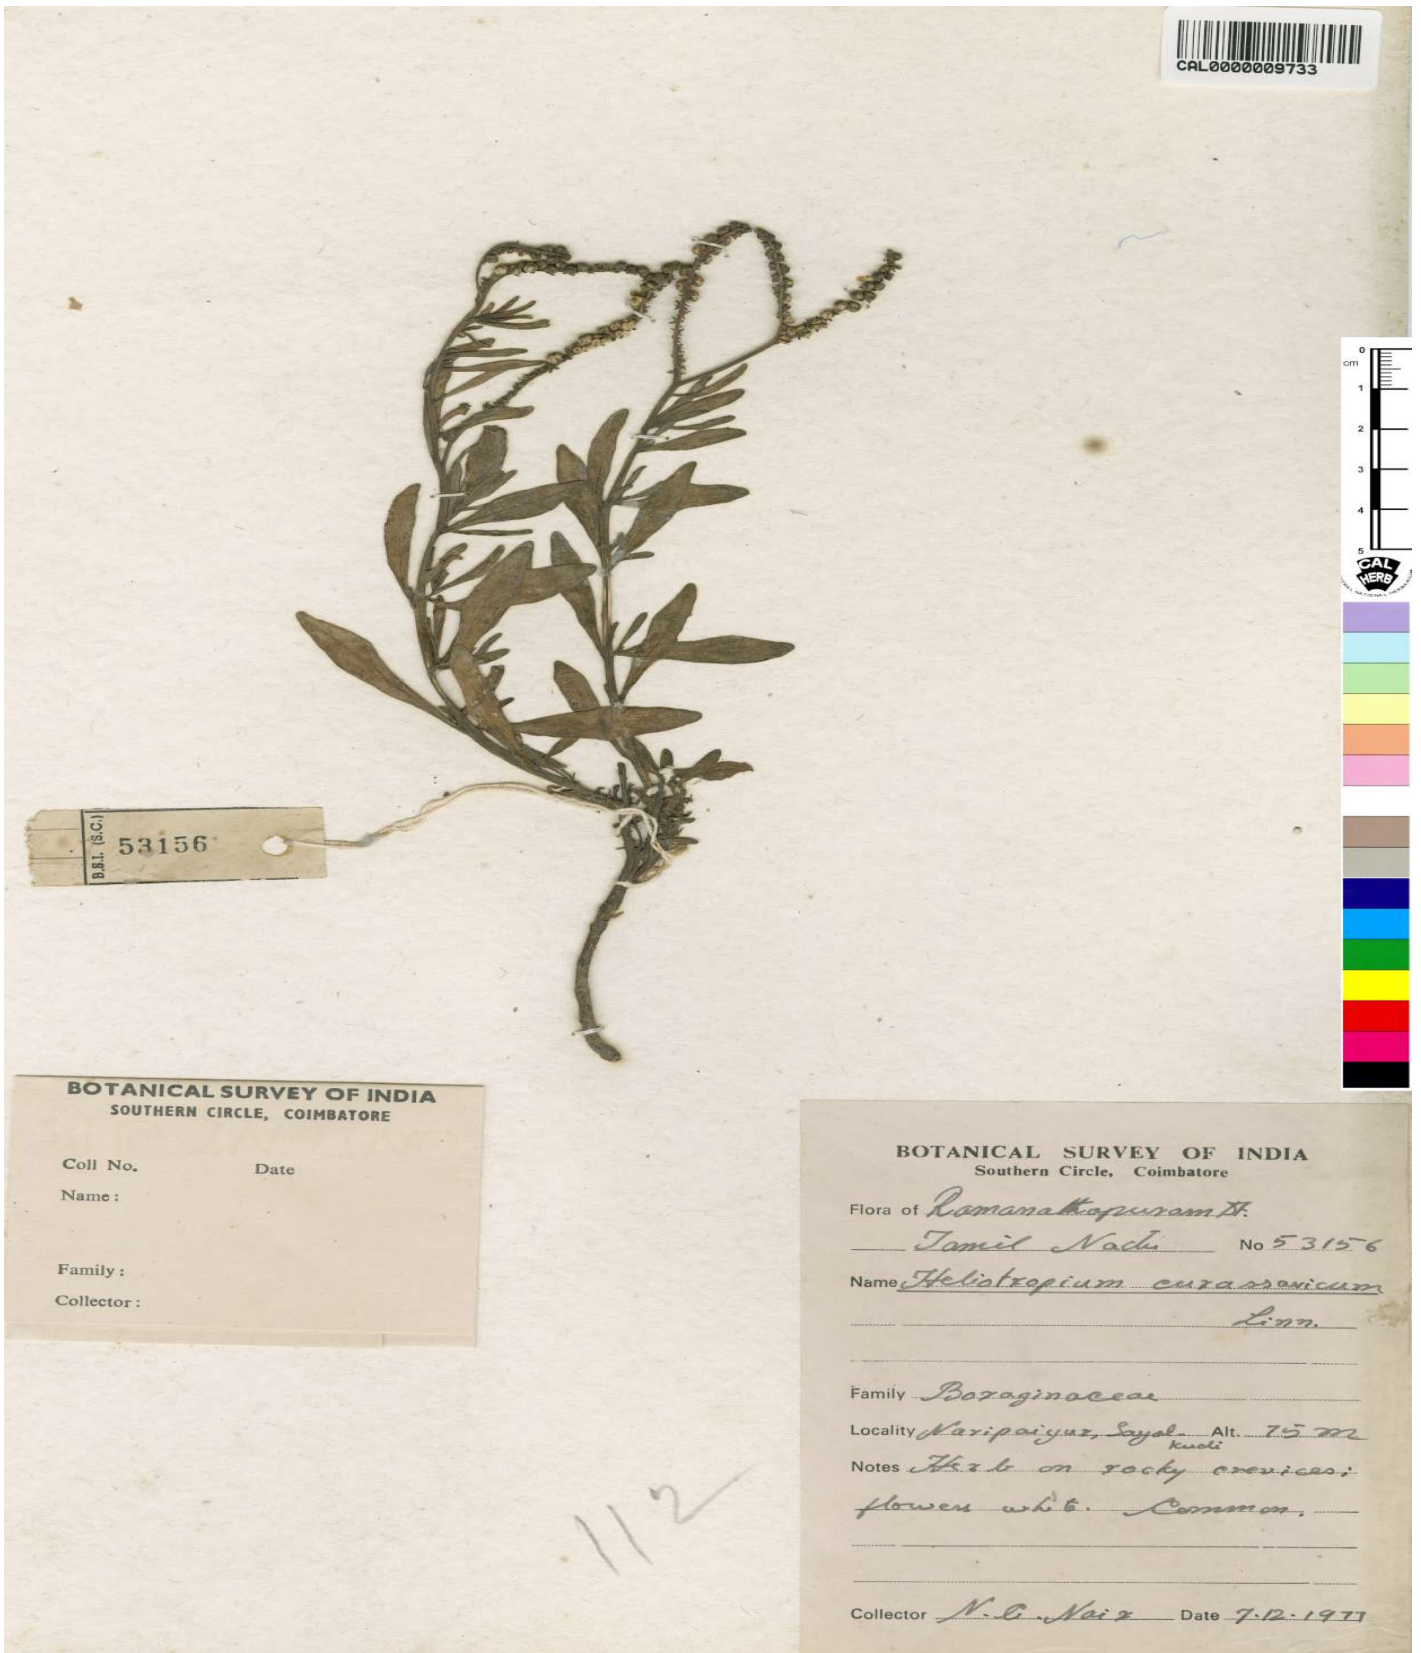 CAL0000009733
0
cm
1
2
3
4
5
CAL
HERB
B.S.I. (S.C.)
53156
BOTANICAL SURVEY OF INDIA
SOUTHERN CIRCLE, COIMBATORE
Coll No. Date
Name :
Family :
Collector :
112
BOTANICAL SURVEY OF INDIA
Southern Circle, Coimbatore
Flora of Ramanathapuram Dt.
Tamil Nadu No 53156
Name Heliotropium curassavicum
Linn.
Family Boraginaceae
Locality Naripaiyur, Sayal- Alt. 75 m
kudi
Notes Herb on rocky crevices;
flowers white. Common.
Collector N. C. Nair Date 7.12.1977